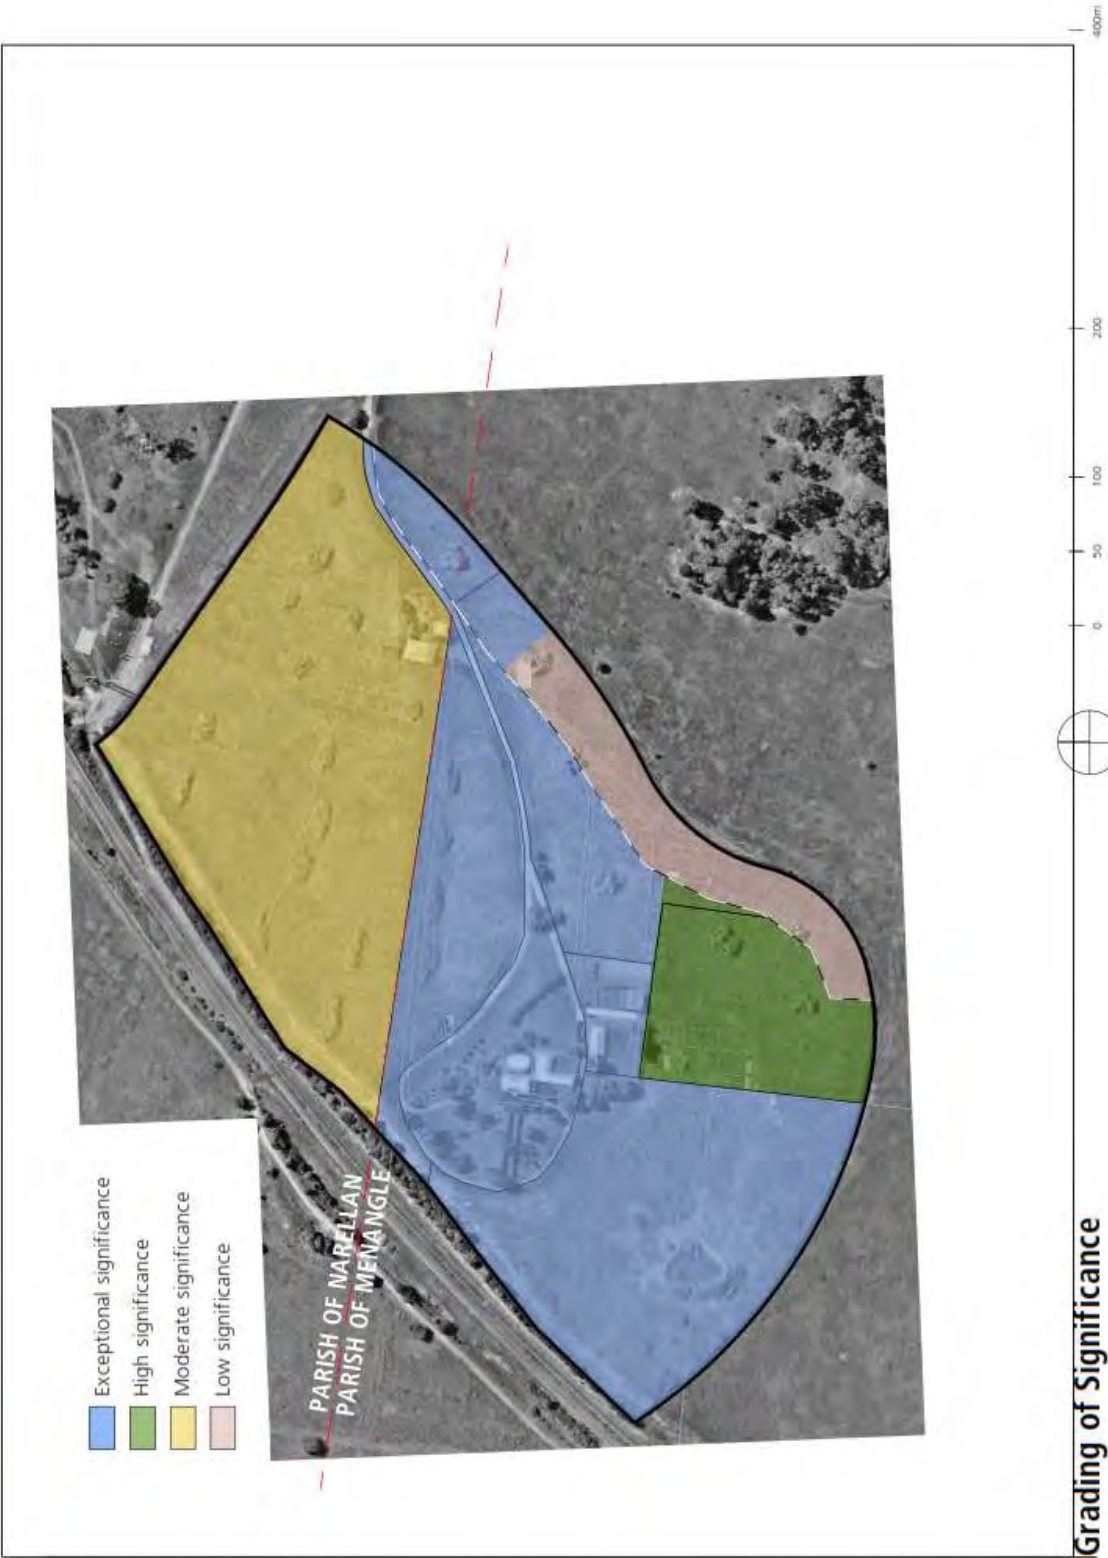 Exceptional significance
High significance
Moderate significance
Low significance
PARISH OF NARELLAN
PARISH OF MENANGLE
Grading of Significance
0
50
100
200
400m